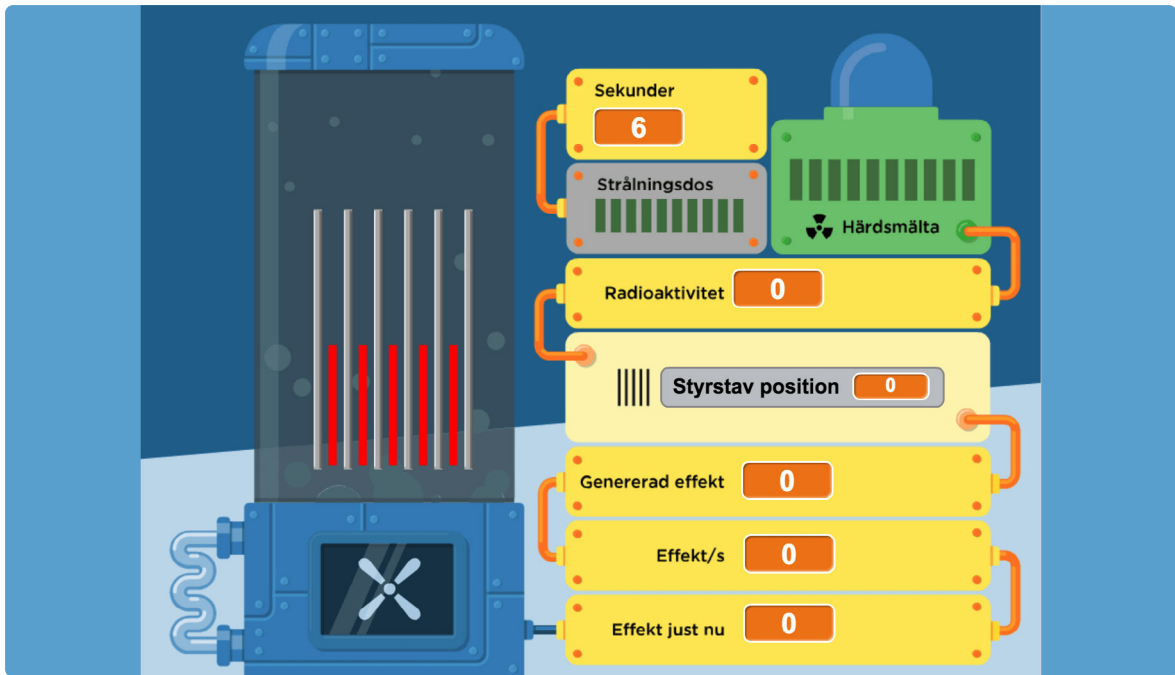 Sekunder
6
Strålningsdos
Härdsmälta
Radioaktivitet 0
Styrstav position 0
Genererad effekt 0
Effekt/s 0
Effekt just nu 0